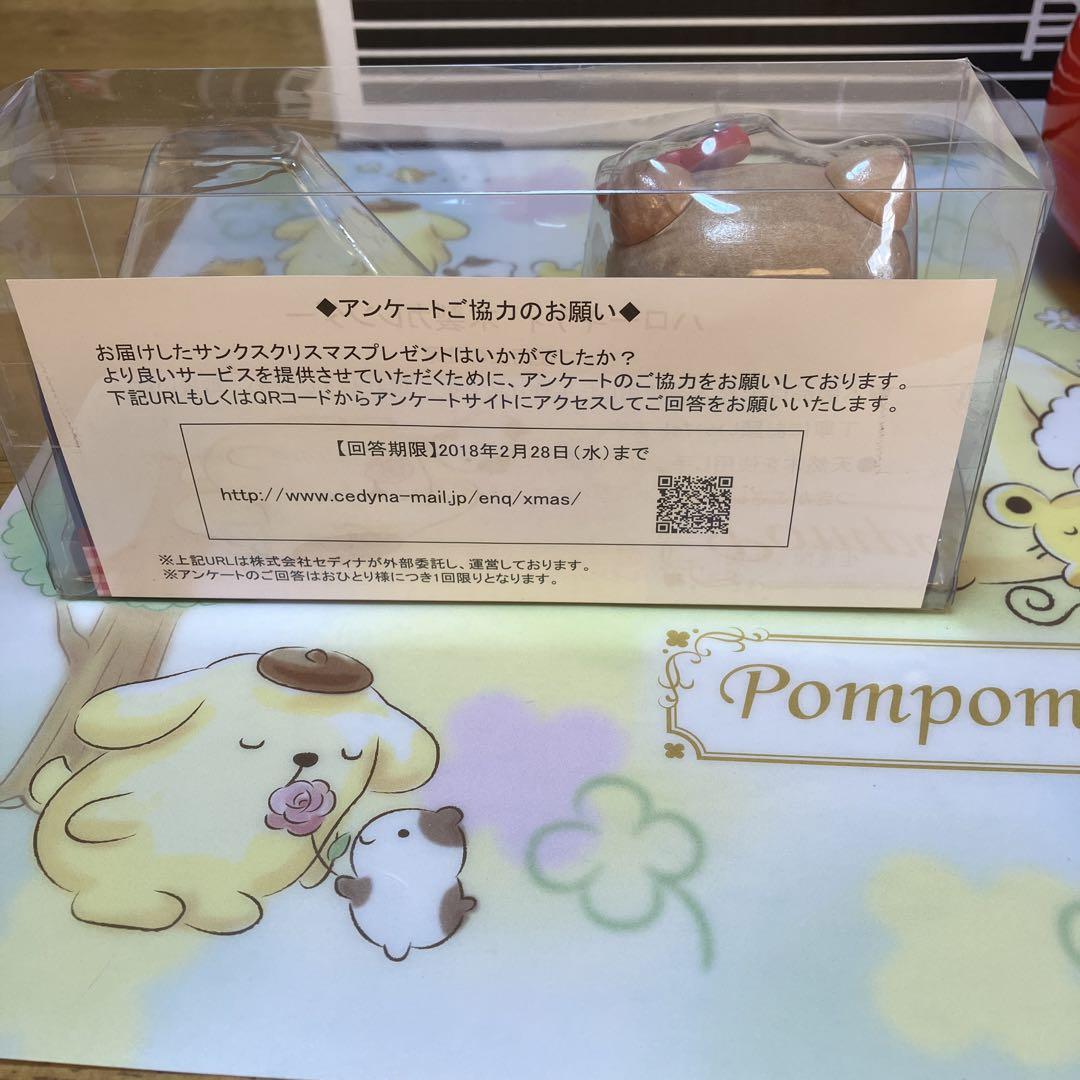 ◆アンケートご協力のお願い◆
お届けしたサンクスクリスマスプレゼントはいかがでしたか？
より良いサービスを提供させていただくために、アンケートのご協力をお願いしております。
下記URLもしくはQRコードからアンケートサイトにアクセスしてご回答をお願いいたします。
【回答期限】2018年2月28日（水）まで
http://www.cedyna-mail.jp/enq/xmas/
※上記URLは株式会社セディナが外部委託し、運営しております。
※アンケートのご回答はおひとり様につき1回限りとなります。
Pompom